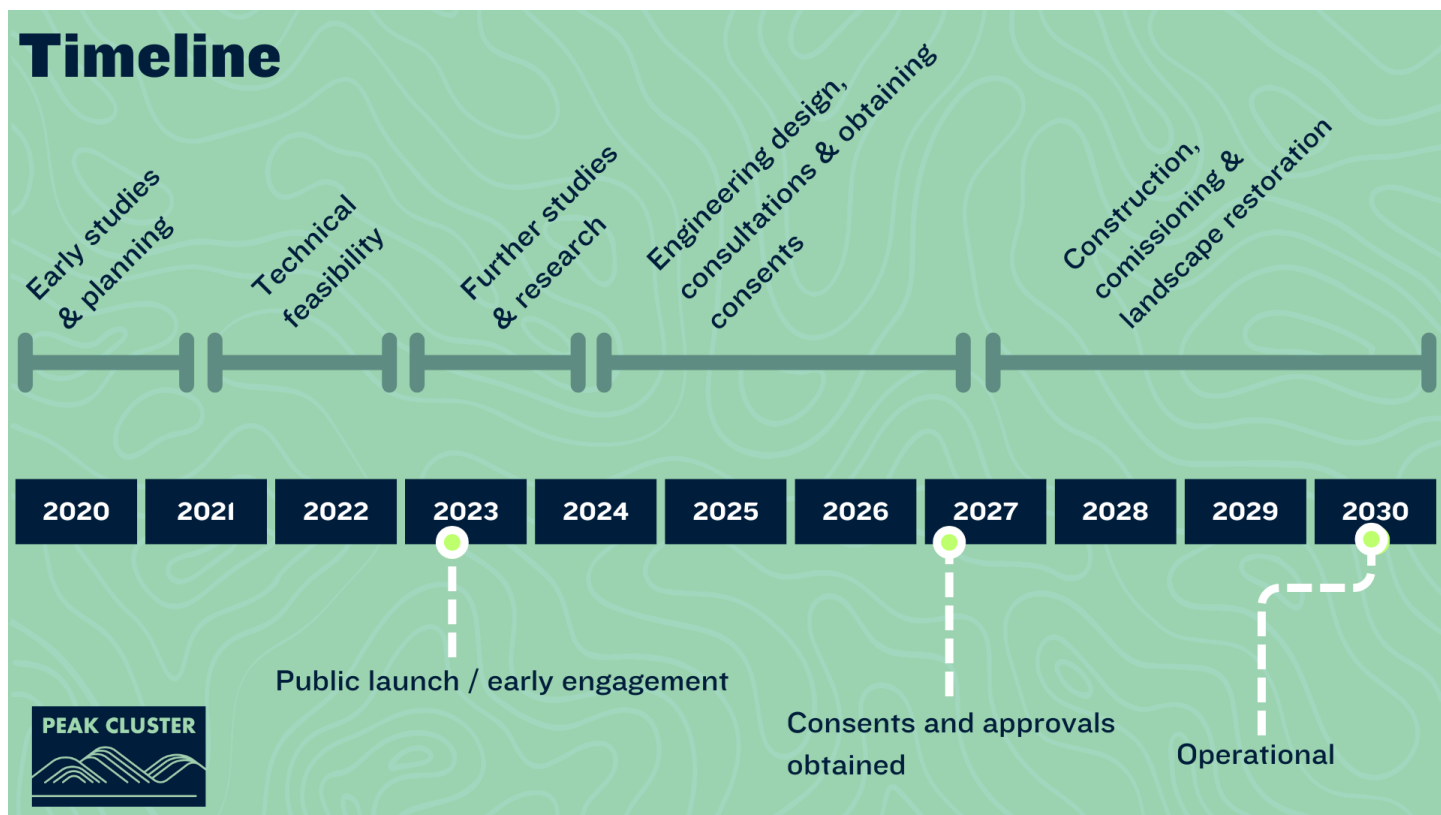 Timeline
Early studies
& planning
Technical
feasibility
Further studies
& research
Engineering design,
consultations & obtaining
consents
Construction,
comissioning &
landscape restoration
2020
2021
2022
2023
2024
2025
2026
2027
2028
2029
2030
Public launch / early engagement
Consents and approvals
obtained
Operational
PEAK CLUSTER